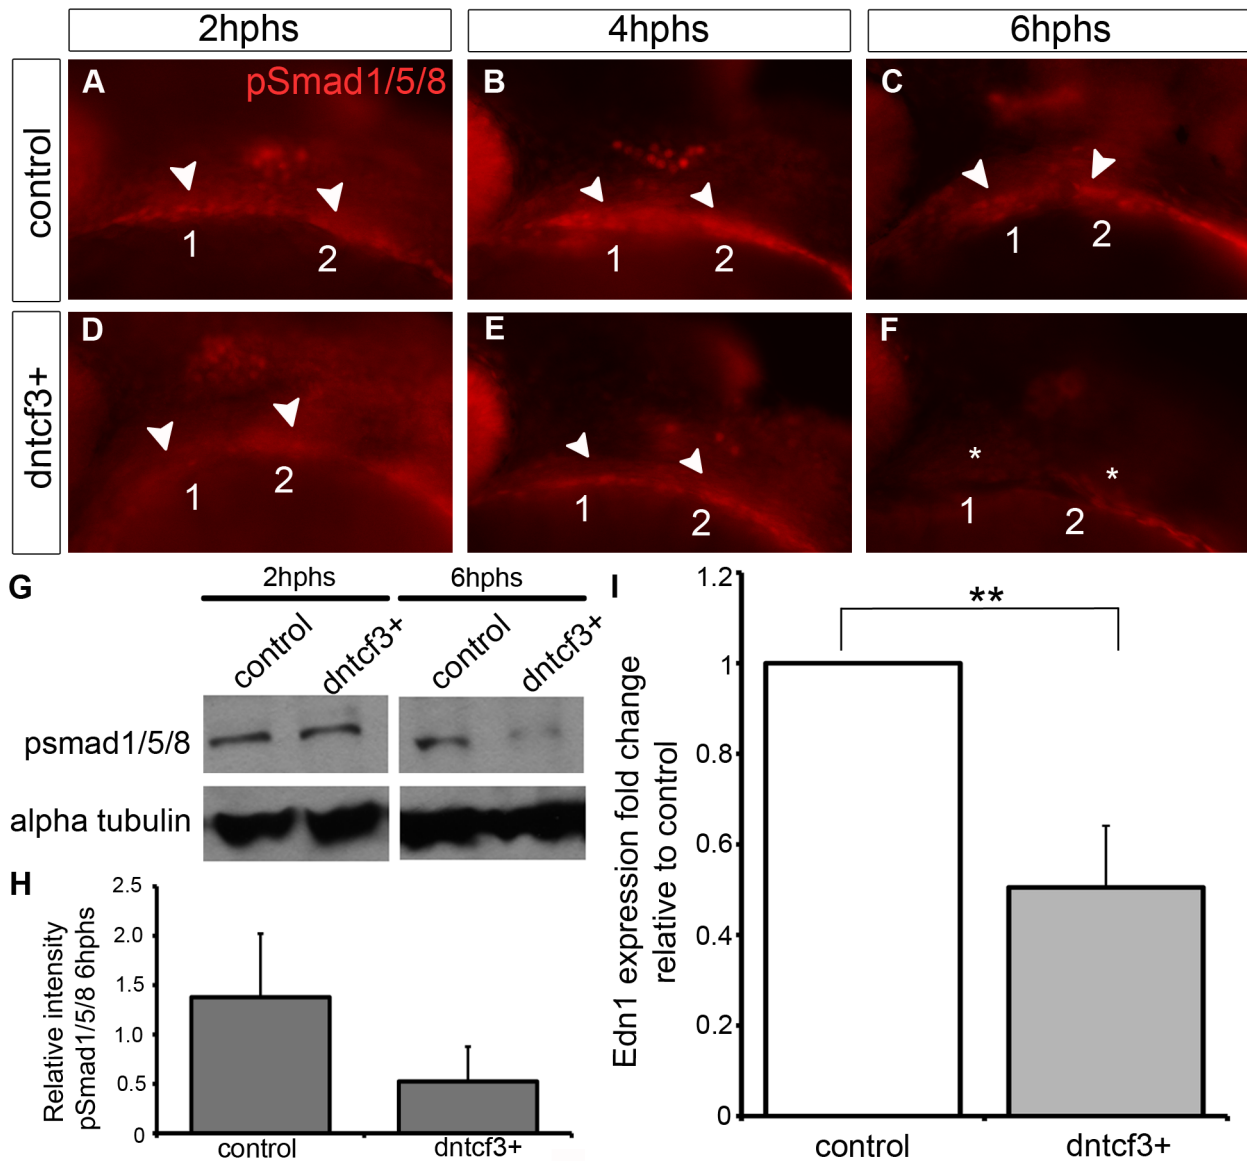 2hphs
4hphs
6hphs
control
A
pSmad1/5/8
1
2
B
1
2
C
1
2
dntcf3+
D
1
2
E
1
2
F
*
*
1
2
G
2hphs
6hphs
control
dntcf3+
control
dntcf3+
psmad1/5/8
alpha tubulin
H
Relative intensity
pSmad1/5/8 6hphs
2.5
2.0
1.5
1.0
0.5
0
control
dntcf3+
I
Edn1 expression fold change
relative to control
1.2
1
0.8
0.6
0.4
0.2
0
**
control
dntcf3+